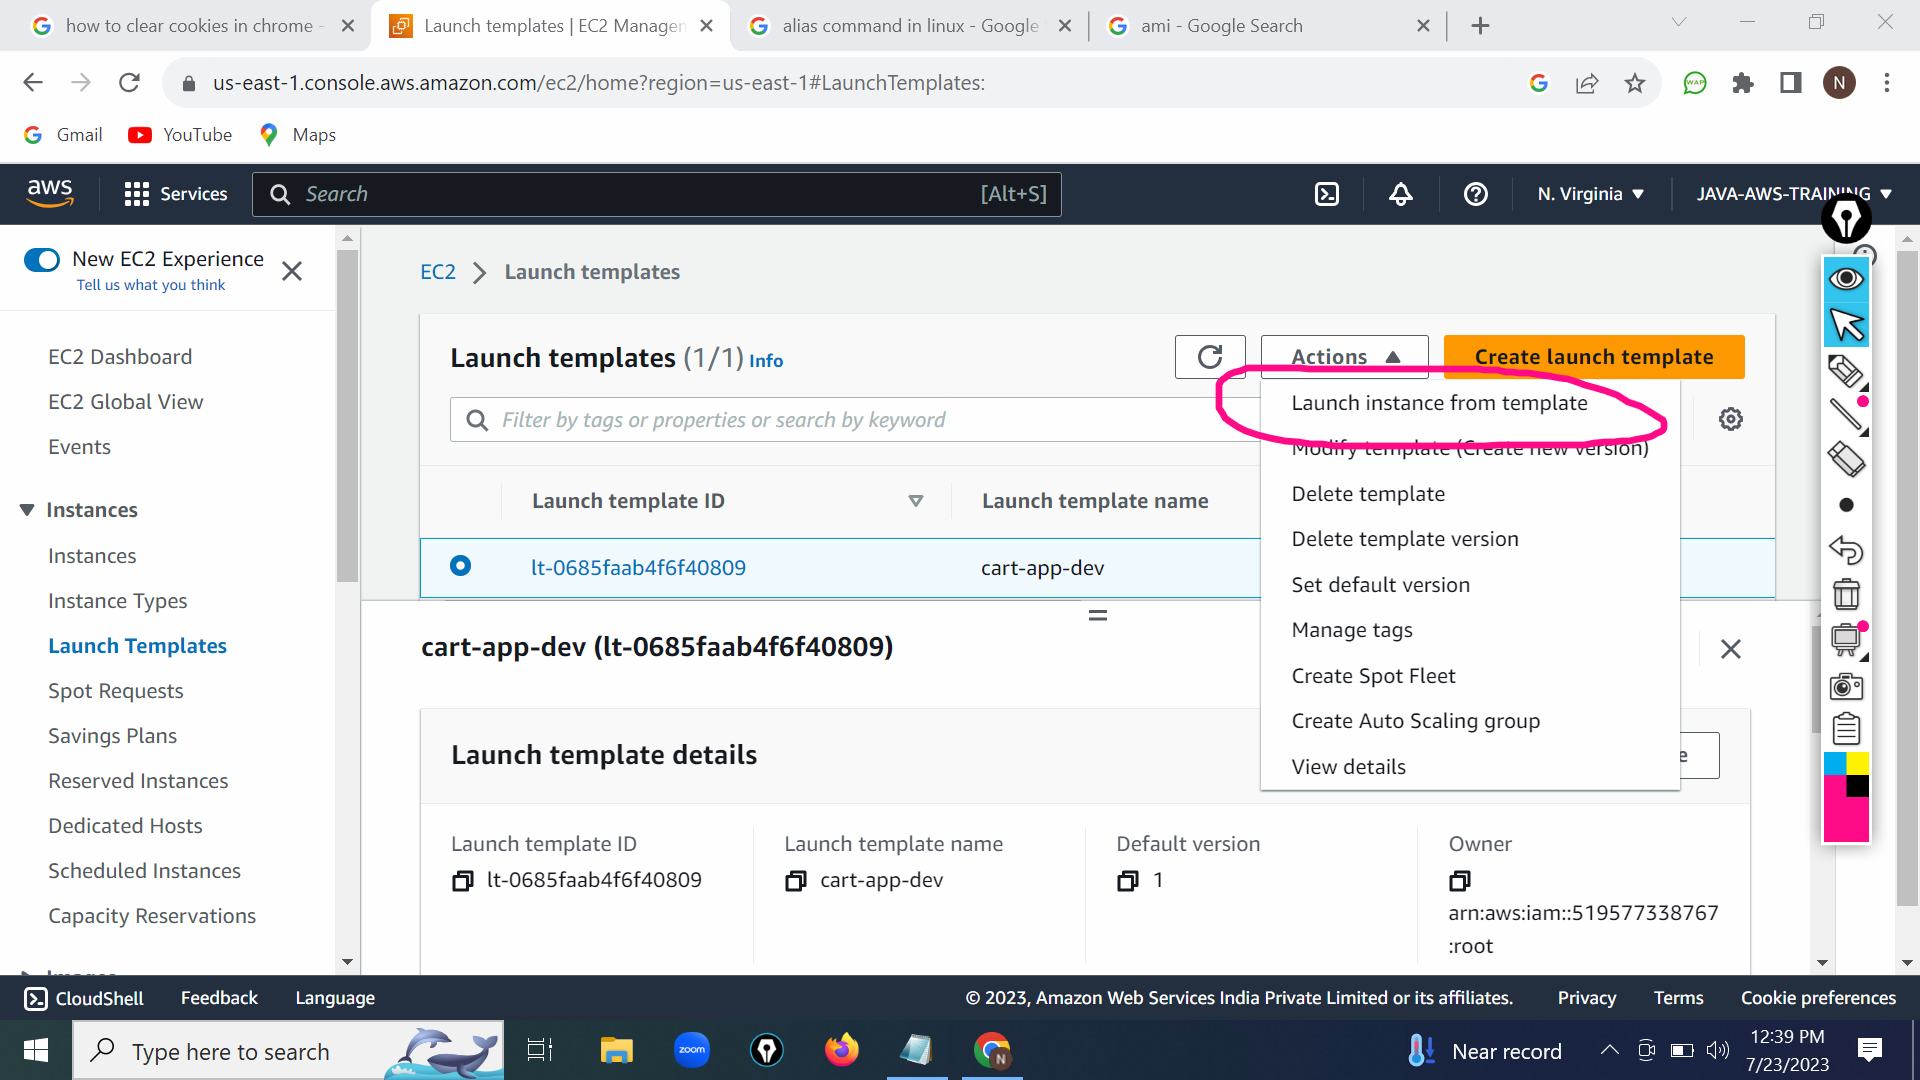 how to clear cookies in chrome -
Launch templates | EC2 Managen
alias command in linux - Google
ami - Google Search
us-east-1.console.aws.amazon.com/ec2/home?region=us-east-1#LaunchTemplates:
N
Gmail
YouTube
Maps
aws
Services
Search
[Alt+S]
N. Virginia
JAVA-AWS-TRAINING
New EC2 Experience
Tell us what you think
EC2 Dashboard
EC2 Global View
Events
Instances
Instances
Instance Types
Launch Templates
Spot Requests
Savings Plans
Reserved Instances
Dedicated Hosts
Scheduled Instances
Capacity Reservations
EC2
Launch templates
Launch templates (1/1) Info
Actions
Create launch template
Filter by tags or properties or search by keyword
Launch instance from template
Modify template (Create new version)
Delete template
Delete template version
Set default version
Manage tags
Create Spot Fleet
Create Auto Scaling group
View details
Launch template ID
Launch template name
lt-0685faab4f6f40809
cart-app-dev
cart-app-dev (lt-0685faab4f6f40809)
Launch template details
Launch template ID
lt-0685faab4f6f40809
Launch template name
cart-app-dev
Default version
1
Owner
arn:aws:iam::519577338767
:root
CloudShell
Feedback
Language
© 2023, Amazon Web Services India Private Limited or its affiliates.
Privacy
Terms
Cookie preferences
Type here to search
zoom
N
Near record
12:39 PM
7/23/2023